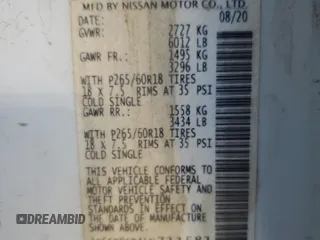 MFD BY NISSAN MOTOR CO., LTD.
DATE: 08/20
GVWR: 2727 KG
6012 LB
GAWR FR: 1495 KG
3296 LB
WITH P265/60R18 TIRES
18 x 7.5 RIMS AT 35 PSI
COLD SINGLE
GAWR RR: 1558 KG
3434 LB
WITH P265/60R18 TIRES
18 x 7.5 RIMS AT 35 PSI
COLD SINGLE
THIS VEHICLE CONFORMS TO ALL
APPLICABLE FEDERAL
MOTOR VEHICLE SAFETY
STANDARDS IN EFFECT
ON THE DATE OF
MANUFACTURE SHOWN ABOVE
DREAMBID